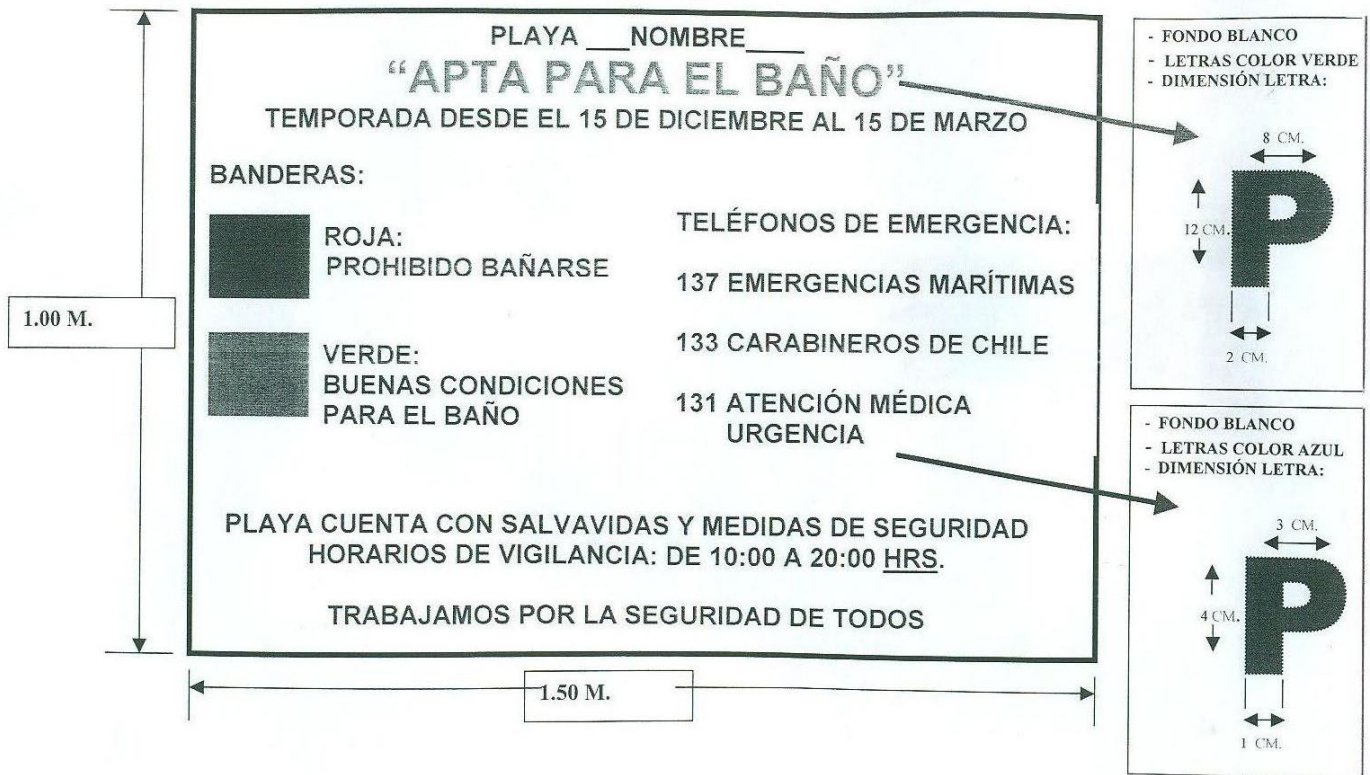 PLAYA ___NOMBRE____
“APTA PARA EL BAÑO”
TEMPORADA DESDE EL 15 DE DICIEMBRE AL 15 DE MARZO
BANDERAS:
ROJA:
PROHIBIDO BAÑARSE
VERDE:
BUENAS CONDICIONES
PARA EL BAÑO
TELÉFONOS DE EMERGENCIA:
137 EMERGENCIAS MARÍTIMAS
133 CARABINEROS DE CHILE
131 ATENCIÓN MÉDICA
URGENCIA
PLAYA CUENTA CON SALVAVIDAS Y MEDIDAS DE SEGURIDAD
HORARIOS DE VIGILANCIA: DE 10:00 A 20:00 HRS.
TRABAJAMOS POR LA SEGURIDAD DE TODOS
1.00 M.
1.50 M.
- FONDO BLANCO
- LETRAS COLOR VERDE
- DIMENSIÓN LETRA:
8 CM.
12 CM.
P
2 CM.
- FONDO BLANCO
- LETRAS COLOR AZUL
- DIMENSIÓN LETRA:
3 CM.
4 CM.
P
1 CM.